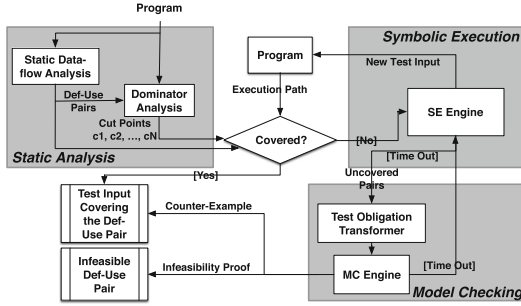 Program
Symbolic Execution
Static Data-
flow Analysis
Program
New Test Input
Def-Use
Pairs
Dominator
Analysis
Execution Path
SE Engine
Cut Points
c1, c2, ..., cN
Covered?
[No]
Static Analysis
[Time Out]
[Yes]
Uncovered
Pairs
Test Input
Covering
the Def-
Use Pair
Counter-Example
Test Obligation
Transformer
Infeasible
Def-Use
Pair
Infeasibility Proof
MC Engine
[Time Out]
Model Checking